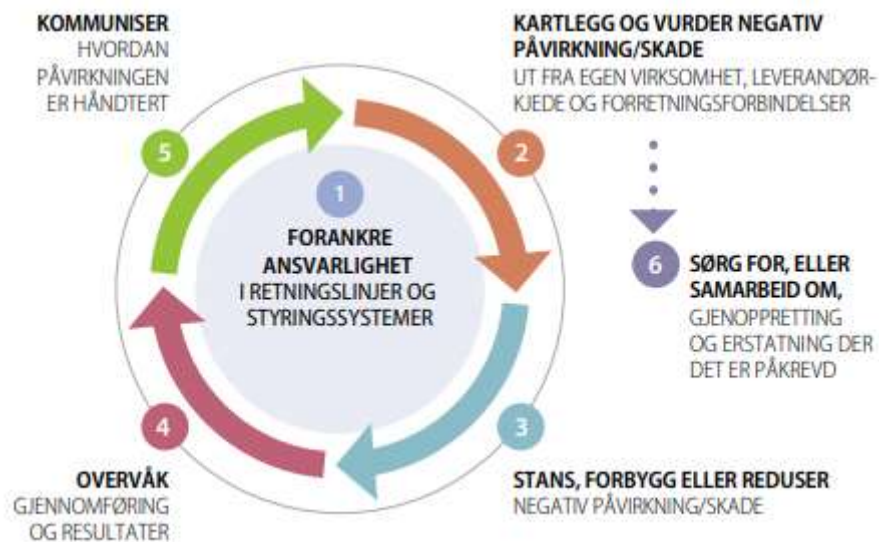 1
FORANKRE
ANSVARLIGHET
I RETNINGSLINJER OG
STYRINGSSYSTEMER
2
KARTLEGG OG VURDER NEGATIV
PÅVIRKNING/SKADE
UT FRA EGEN VIRKSOMHET, LEVERANDØR-
KJEDE OG FORRETNINGSFORBINDELSER
3
STANS, FORBYGG ELLER REDUSER
NEGATIV PÅVIRKNING/SKADE
4
OVERVÅK
GJENNOMFØRING
OG RESULTATER
5
KOMMUNISER
HVORDAN
PÅVIRKNINGEN
ER HÅNDTERT
6
SØRG FOR, ELLER
SAMARBEID OM,
GJENOPPRETTING
OG ERSTATNING DER
DET ER PÅKREVD